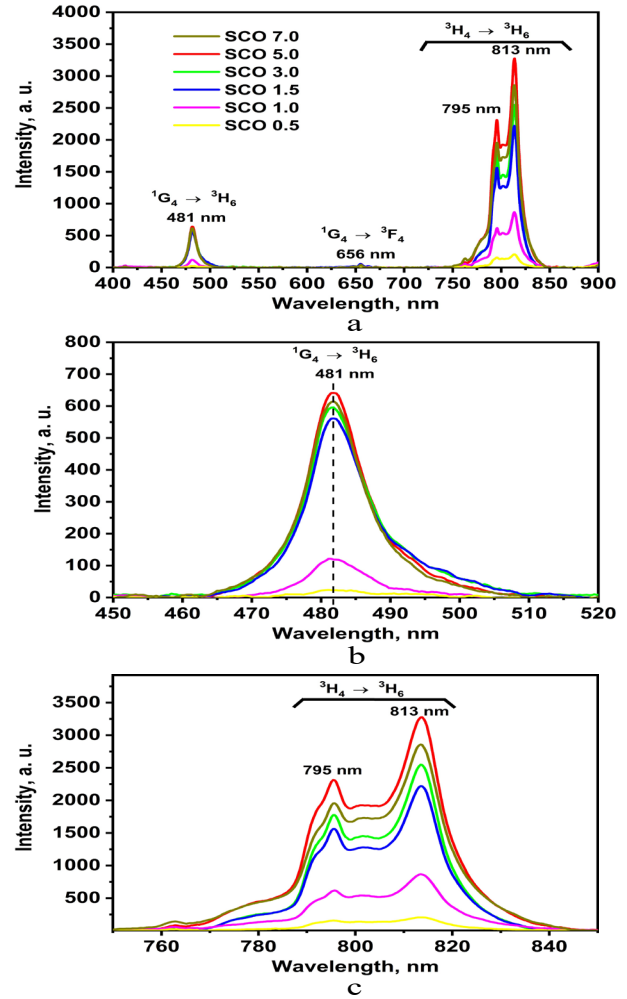 4000
3500
3000
2500
2000
1500
1000
500
0
Intensity, a. u.
SCO 7.0
SCO 5.0
SCO 3.0
SCO 1.5
SCO 1.0
SCO 0.5
³H₄ → ³H₆
813 nm
795 nm
¹G₄ → ³H₆
481 nm
¹G₄ → ³F₄
656 nm
400 450 500 550 600 650 700 750 800 850 900
Wavelength, nm
a
800
700
600
500
400
300
200
100
0
Intensity, a. u.
¹G₄ → ³H₆
481 nm
450 460 470 480 490 500 510 520
Wavelength, nm
b
3500
3000
2500
2000
1500
1000
500
Intensity, a. u.
³H₄ → ³H₆
813 nm
795 nm
760 780 800 820 840
Wavelength, nm
c